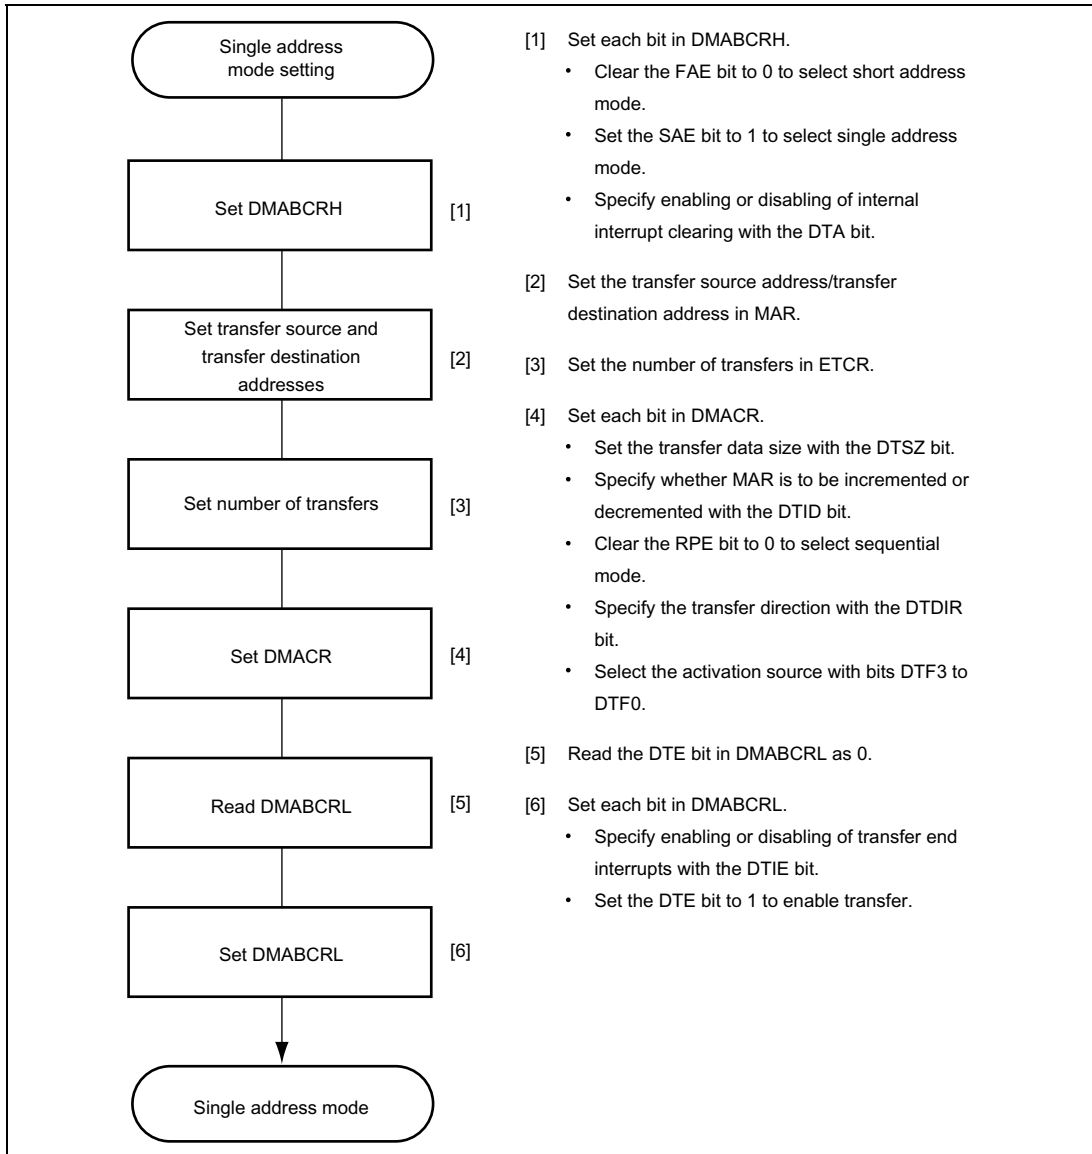 Single address
mode setting
Set DMABCRH
[1]
Set transfer source and
transfer destination
addresses
[2]
Set number of transfers
[3]
Set DMACR
[4]
Read DMABCRL
[5]
Set DMABCRL
[6]
Single address mode
[1] Set each bit in DMABCRH.
• Clear the FAE bit to 0 to select short address
mode.
• Set the SAE bit to 1 to select single address
mode.
• Specify enabling or disabling of internal
interrupt clearing with the DTA bit.
[2] Set the transfer source address/transfer
destination address in MAR.
[3] Set the number of transfers in ETCR.
[4] Set each bit in DMACR.
• Set the transfer data size with the DTSZ bit.
• Specify whether MAR is to be incremented or
decremented with the DTID bit.
• Clear the RPE bit to 0 to select sequential
mode.
• Specify the transfer direction with the DTDIR
bit.
• Select the activation source with bits DTF3 to
DTF0.
[5] Read the DTE bit in DMABCRL as 0.
[6] Set each bit in DMABCRL.
• Specify enabling or disabling of transfer end
interrupts with the DTIE bit.
• Set the DTE bit to 1 to enable transfer.